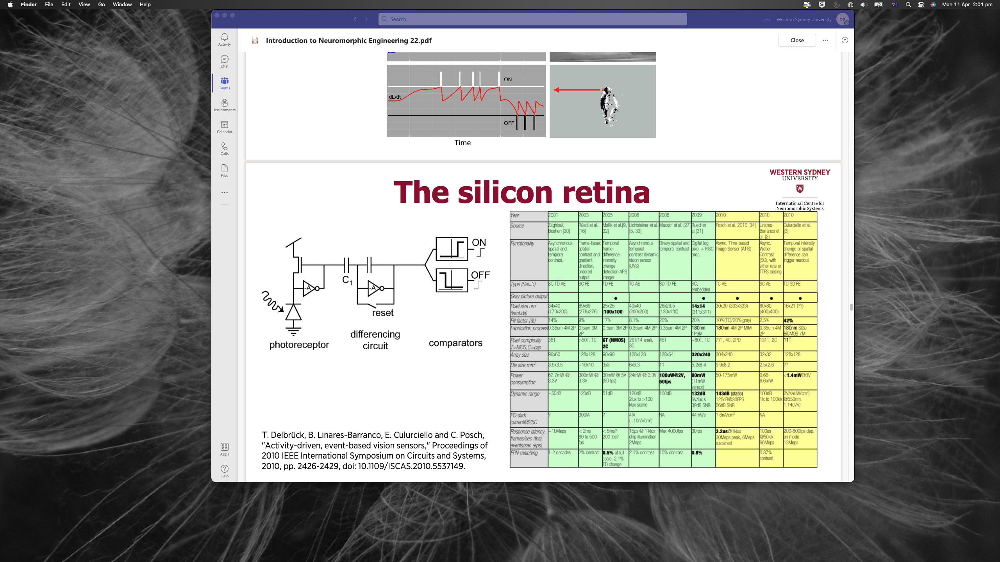 Finder File Edit View Go Window Help
Mon 11 Apr 2:01 pm
Search
Western Sydney University
YX
Activity
Chat
Teams
Assignments
Calendar
Calls
Files
Apps
Help
Introduction to Neuromorphic Engineering 22.pdf
Close
ON
dL/dt
OFF
Time
WESTERN SYDNEY
UNIVERSITY
W
International Centre for
Neuromorphic Systems
The silicon retina
ON
OFF
C1
-A
-A
reset
photoreceptor
differencing
circuit
comparators
T. Delbrück, B. Linares-Barranco, E. Culurciello and C. Posch,
"Activity-driven, event-based vision sensors," Proceedings of
2010 IEEE International Symposium on Circuits and Systems,
2010, pp. 2426-2429, doi: 10.1109/ISCAS.2010.5537149.
Year 2001 2003 2005 2006 2008 2009 2010 2010 2010
Source Zaghloul, Boahen [30] Rüedi et al. [16] Mallik et al.[9, 32] Lichtsteiner et al. [5, 33] Massari et al. [27] Ruedi et al.[31] Posch et al. 2010 [34] Linares-Barranco et al. [2] Culurciello et al. [3]
Functionality Asynchronous spatial and temporal contrast, Frame-based spatial contrast and gradient direction, ordered output Temporal frame-difference intensity change detection APS imager Asynchronous temporal contrast dynamic vision sensor (DVS) Binary spatial and temporal contrast Digital log pixel + RISC proc. Async. Time-based Image Sensor (ATIS) Async. Weber Contrast (SC), with either rate or TTFS coding Temporal intensity change or spatial difference can trigger readout
Type (Sec.3) SC TD AE SC FE TD FE TC AE SD TD FE SC, embedded TC AE SC AE TD SD FE
Gray picture output • • • • •
Pixel size um (lambda) 34x40 (170x200) 69x69 (276x276) 25x25 (100x100) 40x40 (200x200) 26x26.5 (130x130) 14x14 (311x311) 30x30 (333x333) 80x80 (400x400) 16x21 (??)
Fill factor (%) 14% 9% 17% 8.1% 20% 20% 10%(TC)/20%(gray) 2.5% 42%
Fabrication process 0.35um 4M 2P 0.5um 3M 2P 0.5um 3M 2P 0.35um 4M 2P 0.35um 4M 2P 180nm 1P6M 180nm 4M 2P MIM 0.35um 4M 2P 180nm SiGe BiCMOS 7M
Pixel complexity T=MOS,C=cap 38T >50T, 1C 6T (NMOS) 2C 26T(14 anal), 3C 45T ~80T, 1C 77T, 4C, 2PD 131T, 2C 11T
Array size 96x60 128x128 90x90 128x128 128x64 320x240 304x240 32x32 128x128
Die size mm2 3.5x3.5 ~10x10 3x3 6x6.3 11 5.2x8.4 9.9x8.2 2.5x2.6 ??
Power consumption 62.7mW @ 3.3V 300mW @ 3.3V 30mW @ 5V (50 fps) 24mW @ 3.3V 100uW@2V, 50fps 80mW (11mW sensor) 50-175mW 0.66-6.6mW <1.4mW@3V
Dynamic range ~50dB 120dB 51dB 120dB 2lux to >100 klux scene 100dB 132dB 6V/lux s 39dB SNR 143dB (static) 125dB@30FPS 56dB SNR 100dB 1lx to 100klx 2V/s/(uW/cm2) @550nm. 1.14uV/e-
PD dark current@25C ? 300fA ? 4fA (~10nA/cm2) NA 44mV/s 1.6nA/cm2 NA
Response latency, frames/sec (fps), events/sec (eps) ~10Meps < 2ms 60 to 500 fps < 5ms? 200 fps? 15µs @ 1 klux chip illumination 2Meps Max 4000fps 30fps 3.2us@1klux 30Meps peak, 6Meps sustained 100us @50klx 66Meps 200-800fps dep. on mode 13Meps
FPN matching 1-2 decades 2% contrast 0.5% of full scale, 2.1% TD change 2.1% contrast 10% contrast 0.8% 0.87% contrast